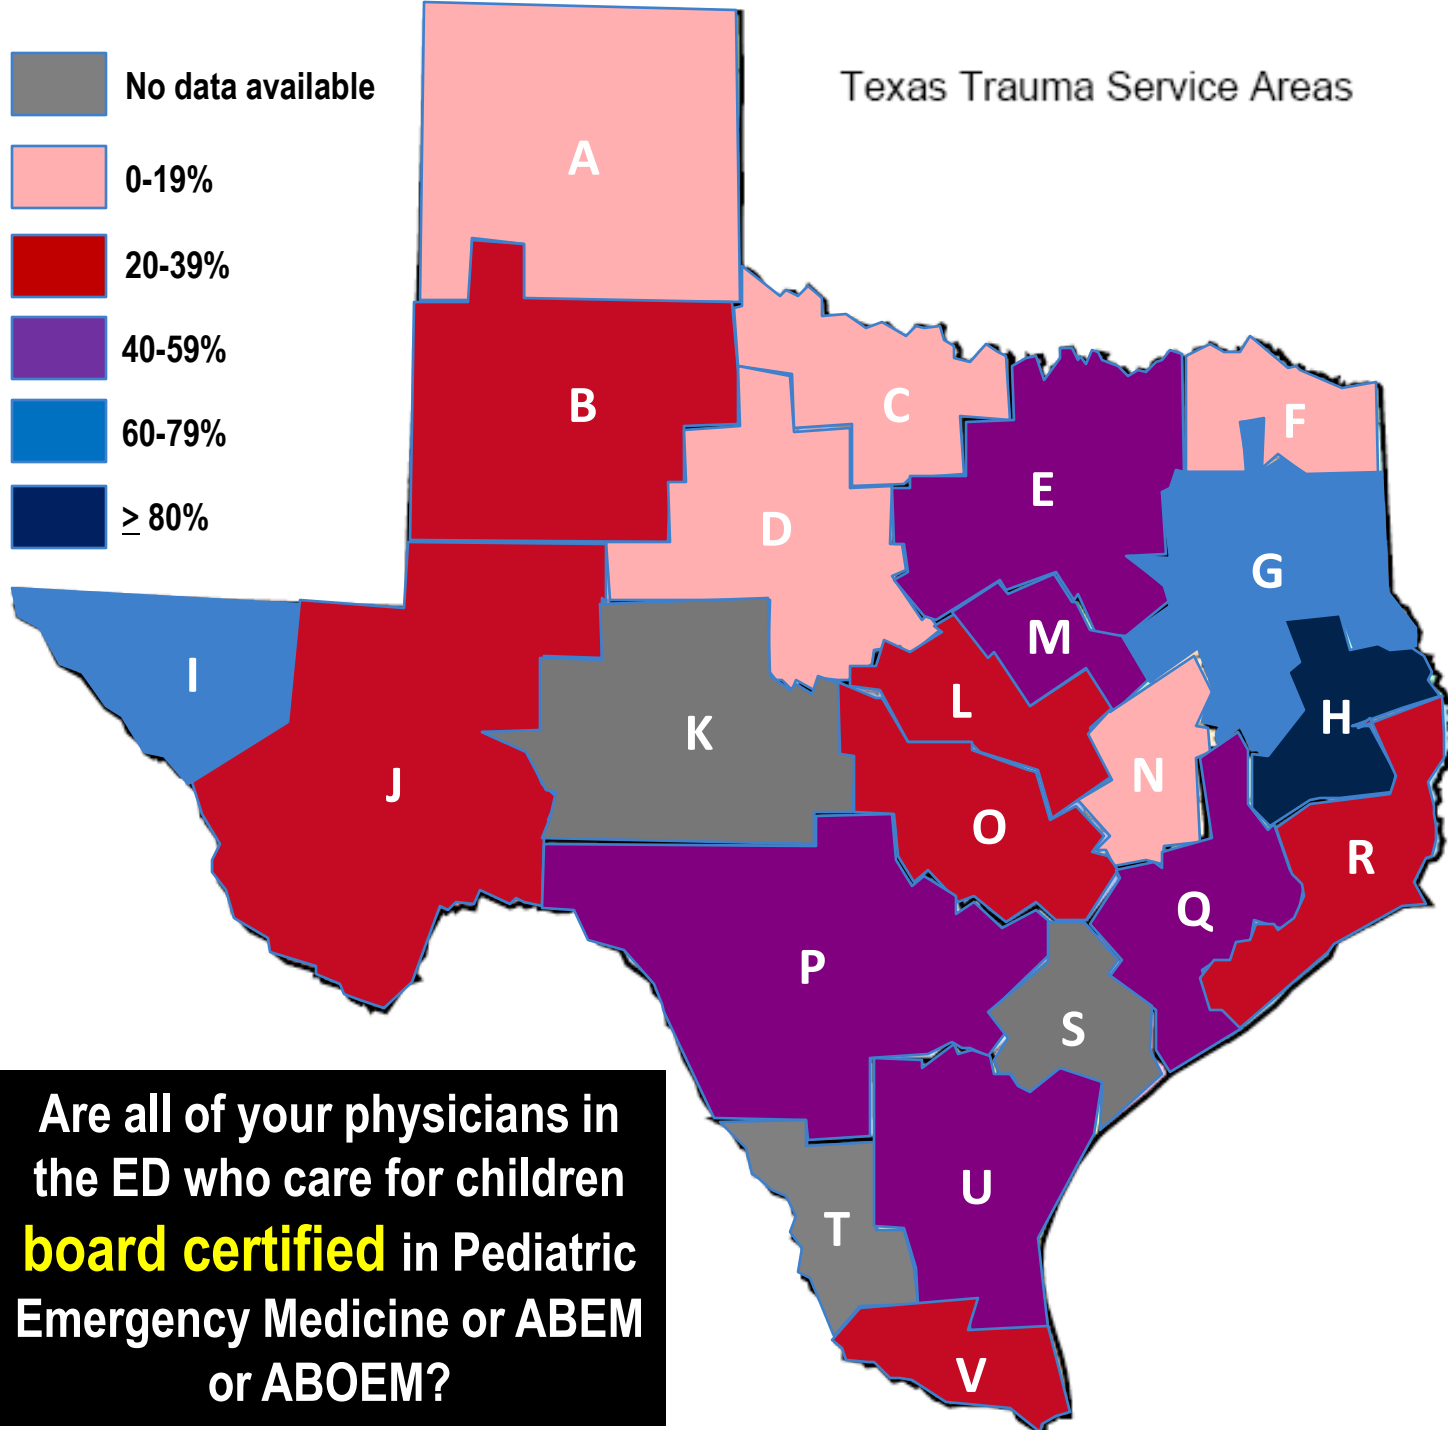 Texas Trauma Service Areas
No data available
0-19%
20-39%
40-59%
60-79%
≥ 80%
A
B
C
D
E
F
G
H
I
J
K
L
M
N
O
P
Q
R
S
T
U
V
Are all of your physicians in
the ED who care for children
board certified in Pediatric
Emergency Medicine or ABEM
or ABOEM?